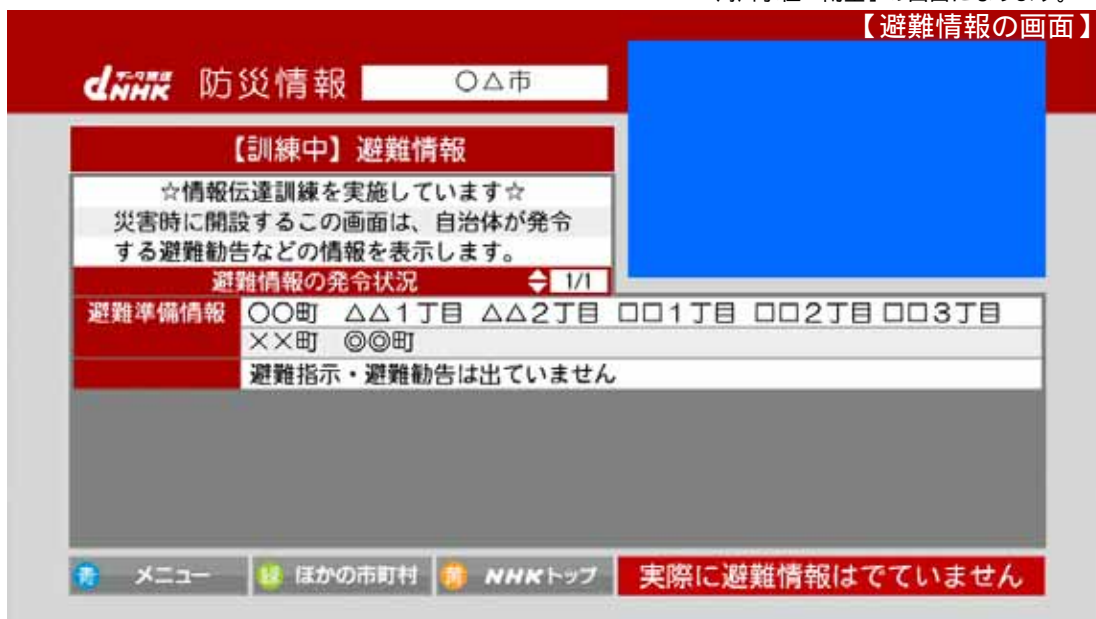 【避難情報の画面】
データ放送
dNHK 防災情報 〇△市
【訓練中】避難情報
☆情報伝達訓練を実施しています☆
災害時に開設するこの画面は、自治体が発令
する避難勧告などの情報を表示します。
避難情報の発令状況 1/1
避難準備情報 〇〇町 △△1丁目 △△2丁目 □□1丁目 □□2丁目 □□3丁目
××町 ◎◎町
避難指示・避難勧告は出ていません
青 メニュー 緑 ほかの市町村 黄 NHKトップ 実際に避難情報はでていません